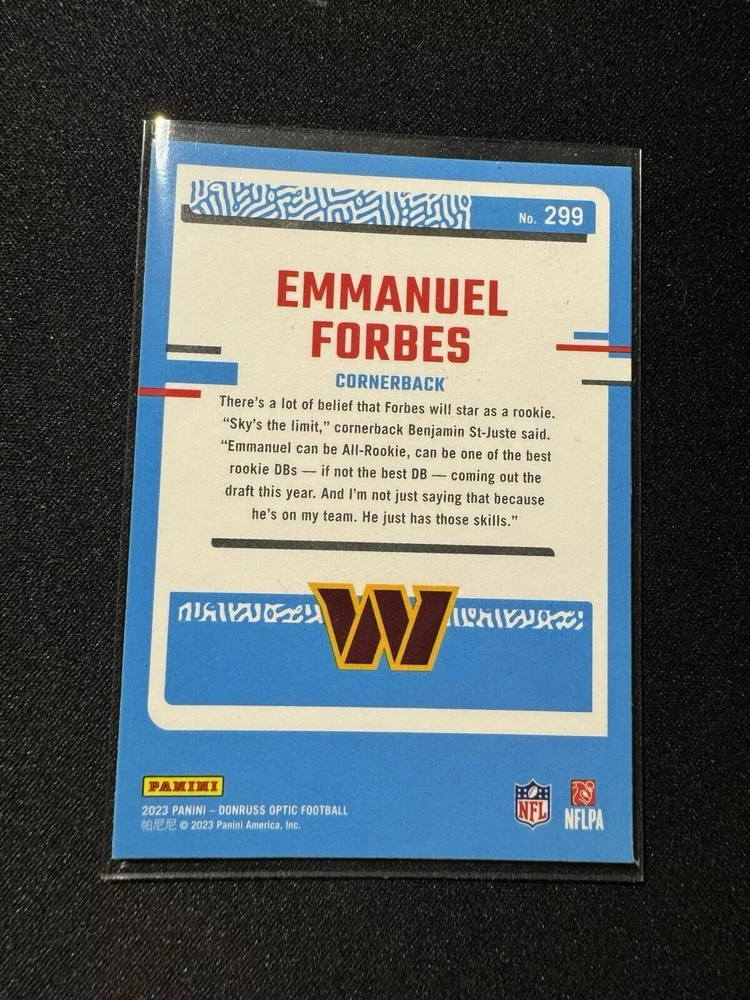 No. 299
EMMANUEL
FORBES
CORNERBACK
There's a lot of belief that Forbes will star as a rookie.
“Sky's the limit,” cornerback Benjamin St-Juste said.
“Emmanuel can be All-Rookie, can be one of the best
rookie DBs — if not the best DB — coming out the
draft this year. And I'm not just saying that because
he's on my team. He just has those skills.”
W
PANINI
2023 PANINI – DONRUSS OPTIC FOOTBALL
帕尼尼 © 2023 Panini America, Inc.
NFL
NFLPA